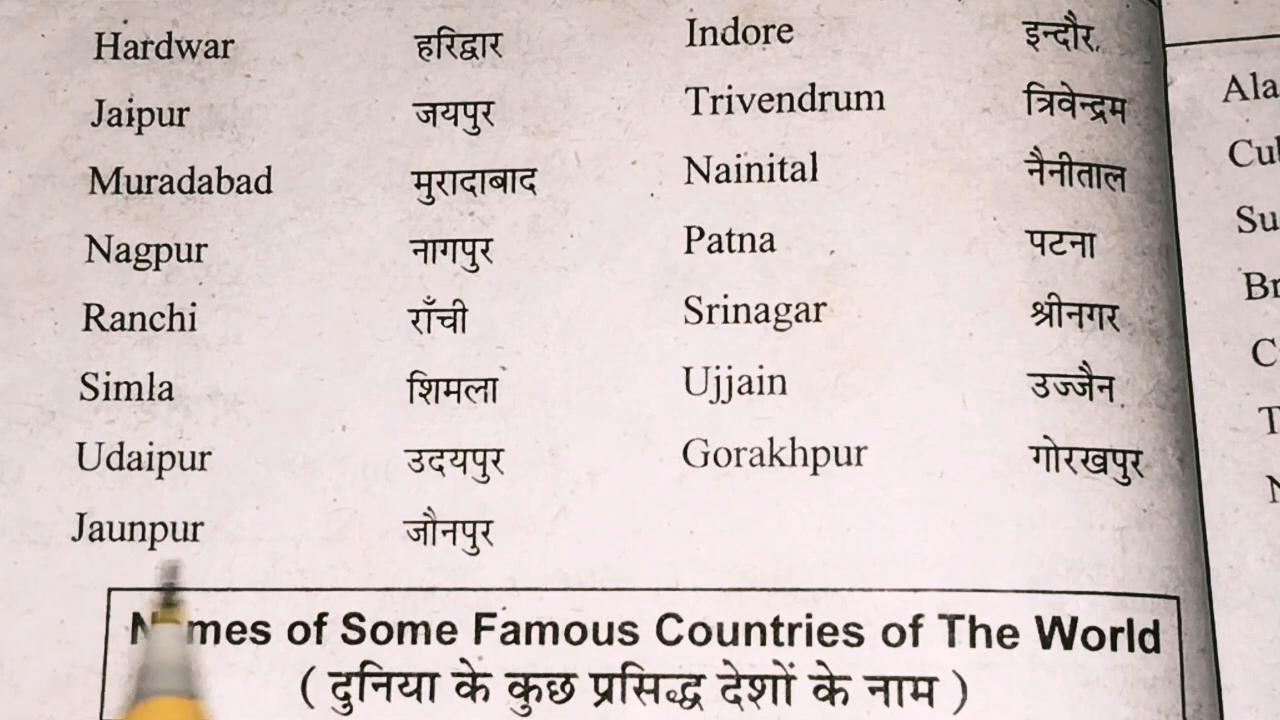 Hardwar हरिद्वार Indore इन्दौर
Jaipur जयपुर Trivendrum त्रिवेन्द्रम
Muradabad मुरादाबाद Nainital नैनीताल
Nagpur नागपुर Patna पटना
Ranchi राँची Srinagar श्रीनगर
Simla शिमला Ujjain उज्जैन
Udaipur उदयपुर Gorakhpur गोरखपुर
Jaunpur जौनपुर
of Some Famous Countries of The World
( दुनिया के कुछ प्रसिद्ध देशों के नाम )